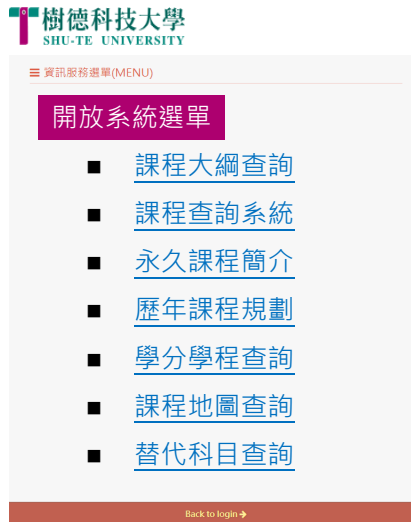 樹德科技大學
SHU-TE UNIVERSITY
資訊服務選單(MENU)
開放系統選單
課程大綱查詢
課程查詢系統
永久課程簡介
歷年課程規劃
學分學程查詢
課程地圖查詢
替代科目查詢
Back to login